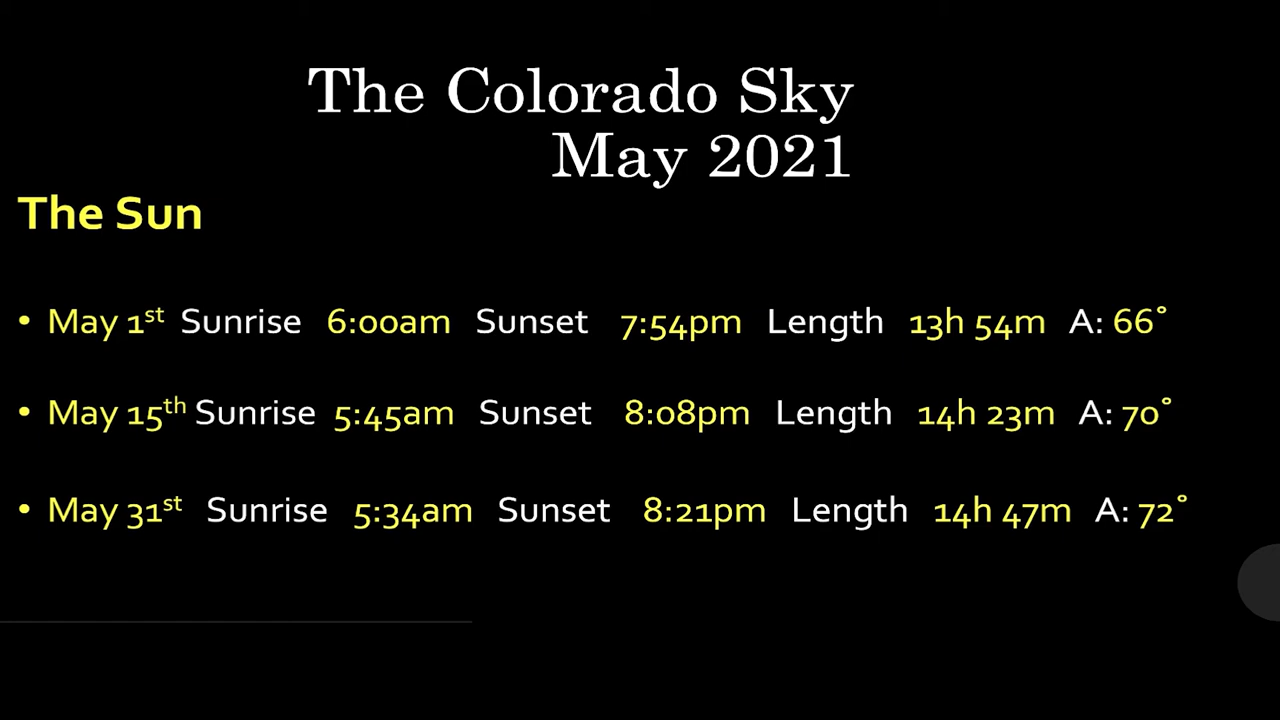 The Colorado Sky
May 2021
The Sun
• May 1st Sunrise 6:00am Sunset 7:54pm Length 13h 54m A: 66°
• May 15th Sunrise 5:45am Sunset 8:08pm Length 14h 23m A: 70°
• May 31st Sunrise 5:34am Sunset 8:21pm Length 14h 47m A: 72°